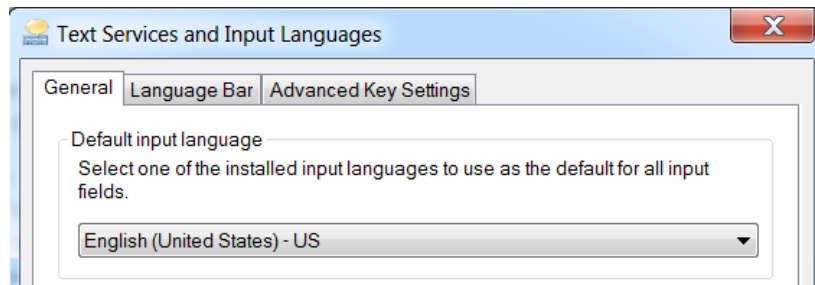 Text Services and Input Languages
X
General Language Bar Advanced Key Settings
Default input language
Select one of the installed input languages to use as the default for all input
fields.
English (United States) - US